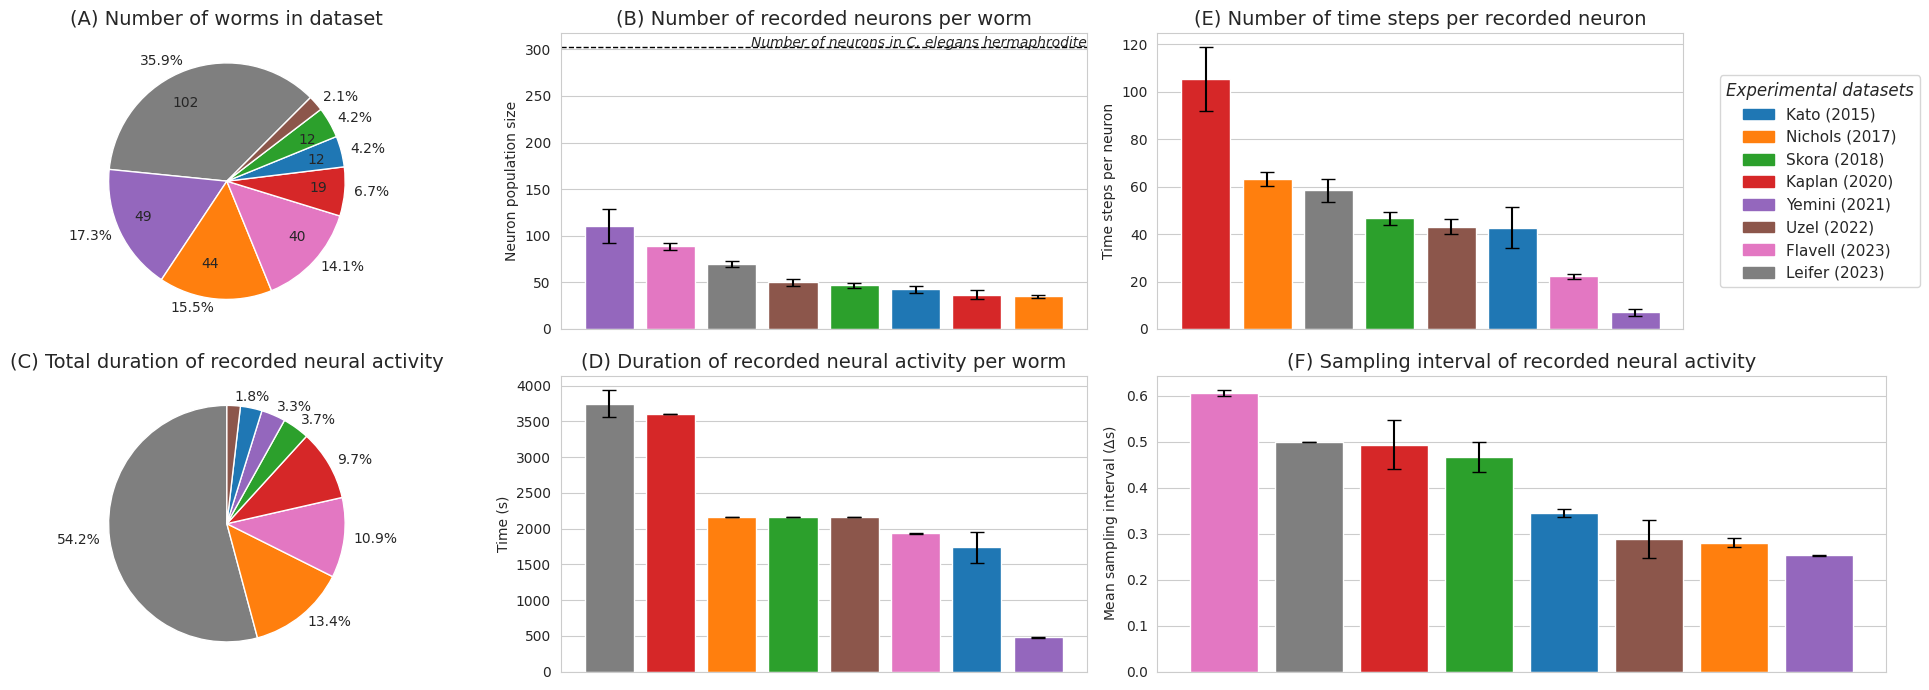 (A) Number of worms in dataset
35.9%
2.1%
4.2%
4.2%
6.7%
14.1%
15.5%
17.3%
102
12
12
19
40
44
49
(B) Number of recorded neurons per worm
Number of neurons in C. elegans hermaphrodite
Neuron population size
300
250
200
150
100
50
0
(E) Number of time steps per recorded neuron
Time steps per neuron
120
100
80
60
40
20
0
Experimental datasets
Kato (2015)
Nichols (2017)
Skora (2018)
Kaplan (2020)
Yemini (2021)
Uzel (2022)
Flavell (2023)
Leifer (2023)
(C) Total duration of recorded neural activity
1.8%
3.3%
3.7%
9.7%
10.9%
13.4%
54.2%
(D) Duration of recorded neural activity per worm
Time (s)
4000
3500
3000
2500
2000
1500
1000
500
0
(F) Sampling interval of recorded neural activity
Mean sampling interval (Δs)
0.6
0.5
0.4
0.3
0.2
0.1
0.0